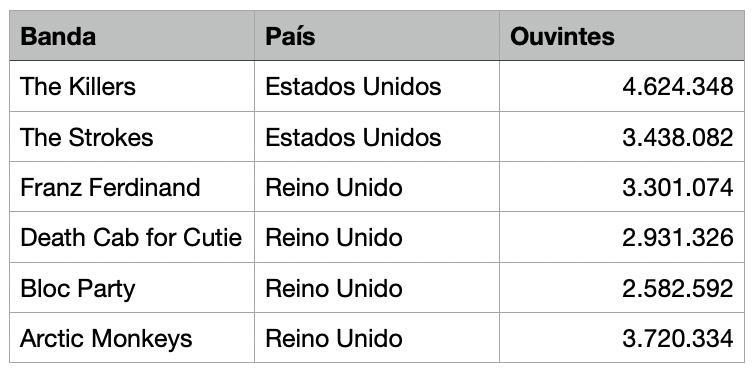 Banda País Ouvintes
The Killers Estados Unidos 4.624.348
The Strokes Estados Unidos 3.438.082
Franz Ferdinand Reino Unido 3.301.074
Death Cab for Cutie Reino Unido 2.931.326
Bloc Party Reino Unido 2.582.592
Arctic Monkeys Reino Unido 3.720.334